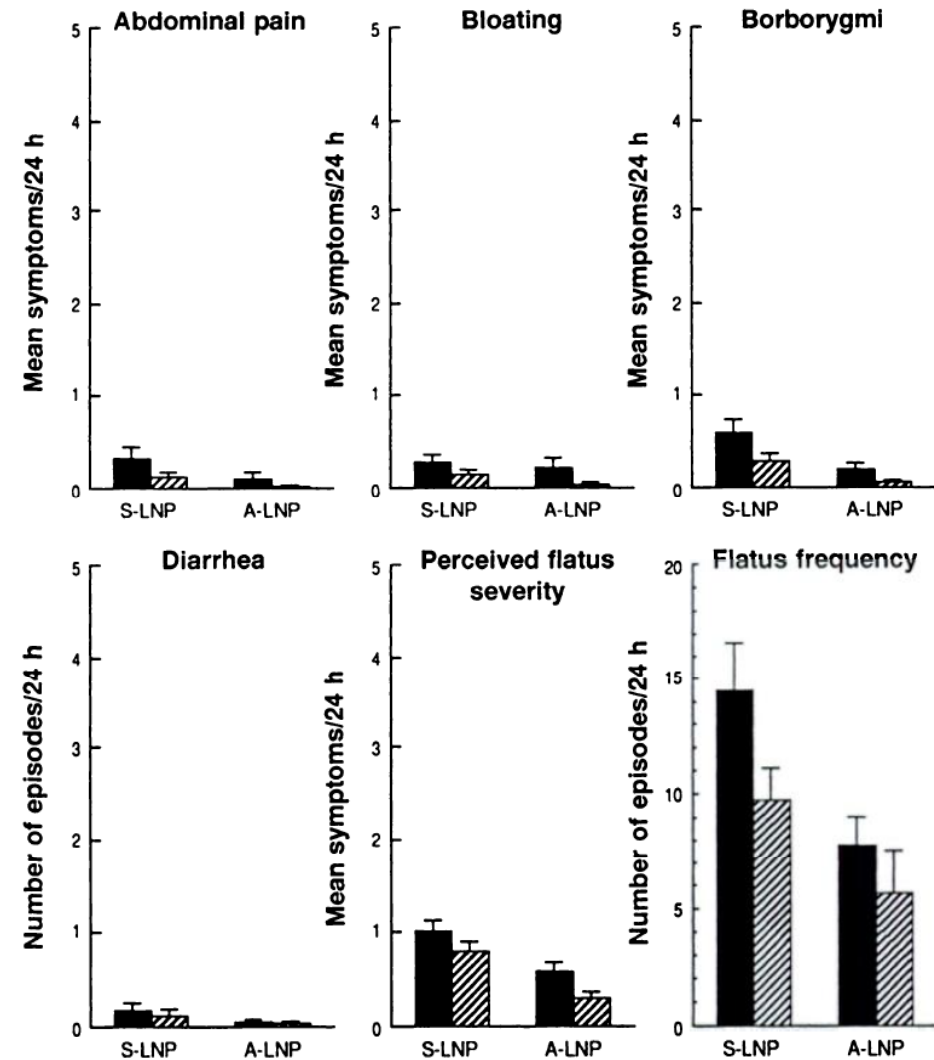 Abdominal pain
Mean symptoms/24 h
5
4
3
2
1
0
S-LNP
A-LNP
Bloating
Mean symptoms/24 h
5
4
3
2
1
0
S-LNP
A-LNP
Borborygmi
Mean symptoms/24 h
5
4
3
2
1
0
S-LNP
A-LNP
Diarrhea
Number of episodes/24 h
5
4
3
2
1
0
S-LNP
A-LNP
Perceived flatus
severity
Mean symptoms/24 h
5
4
3
2
1
0
S-LNP
A-LNP
Flatus frequency
Number of episodes/24 h
20
15
10
5
0
S-LNP
A-LNP